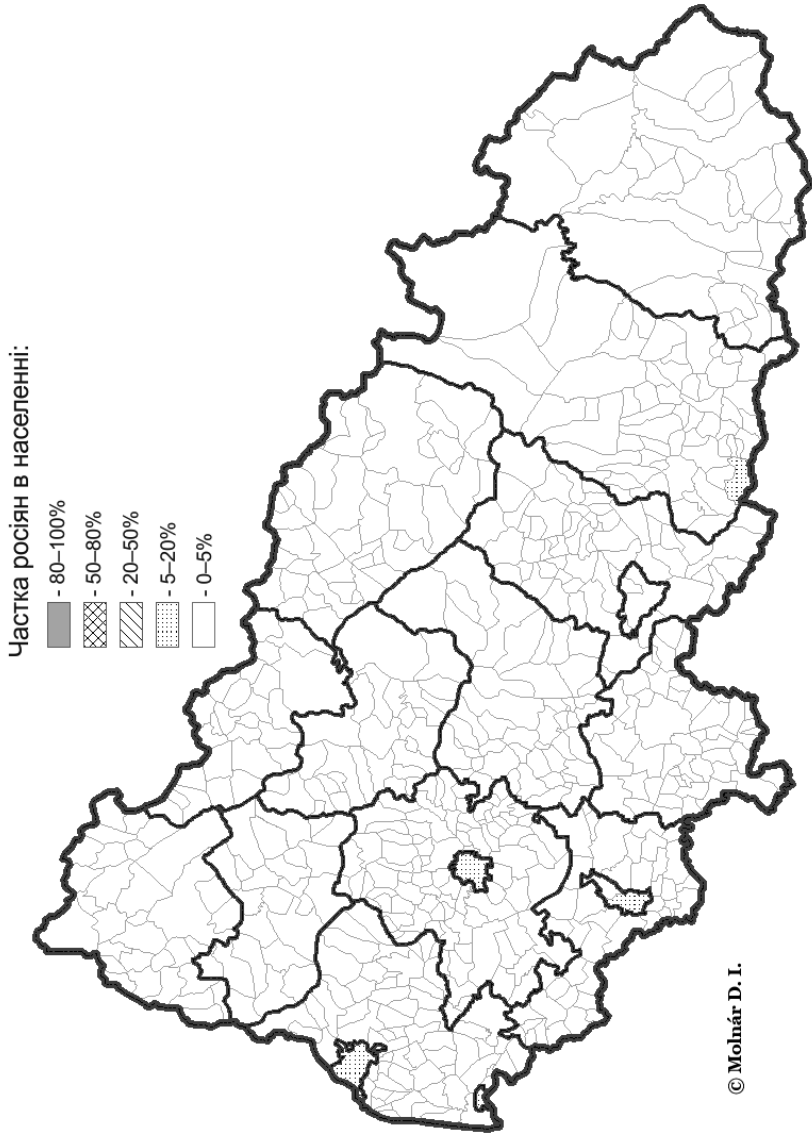 Частка росіян в населенні:
- 80–100%
- 50–80%
- 20–50%
- 5–20%
- 0–5%
© Molnár D. I.